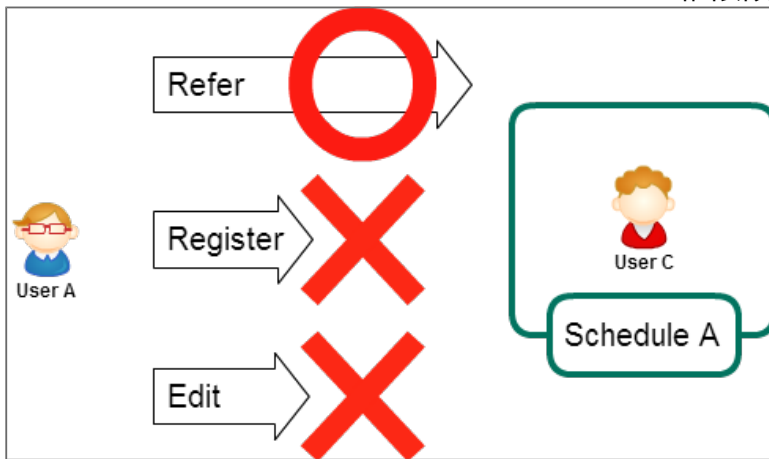 Refer
Register
Edit
User A
User C
Schedule A